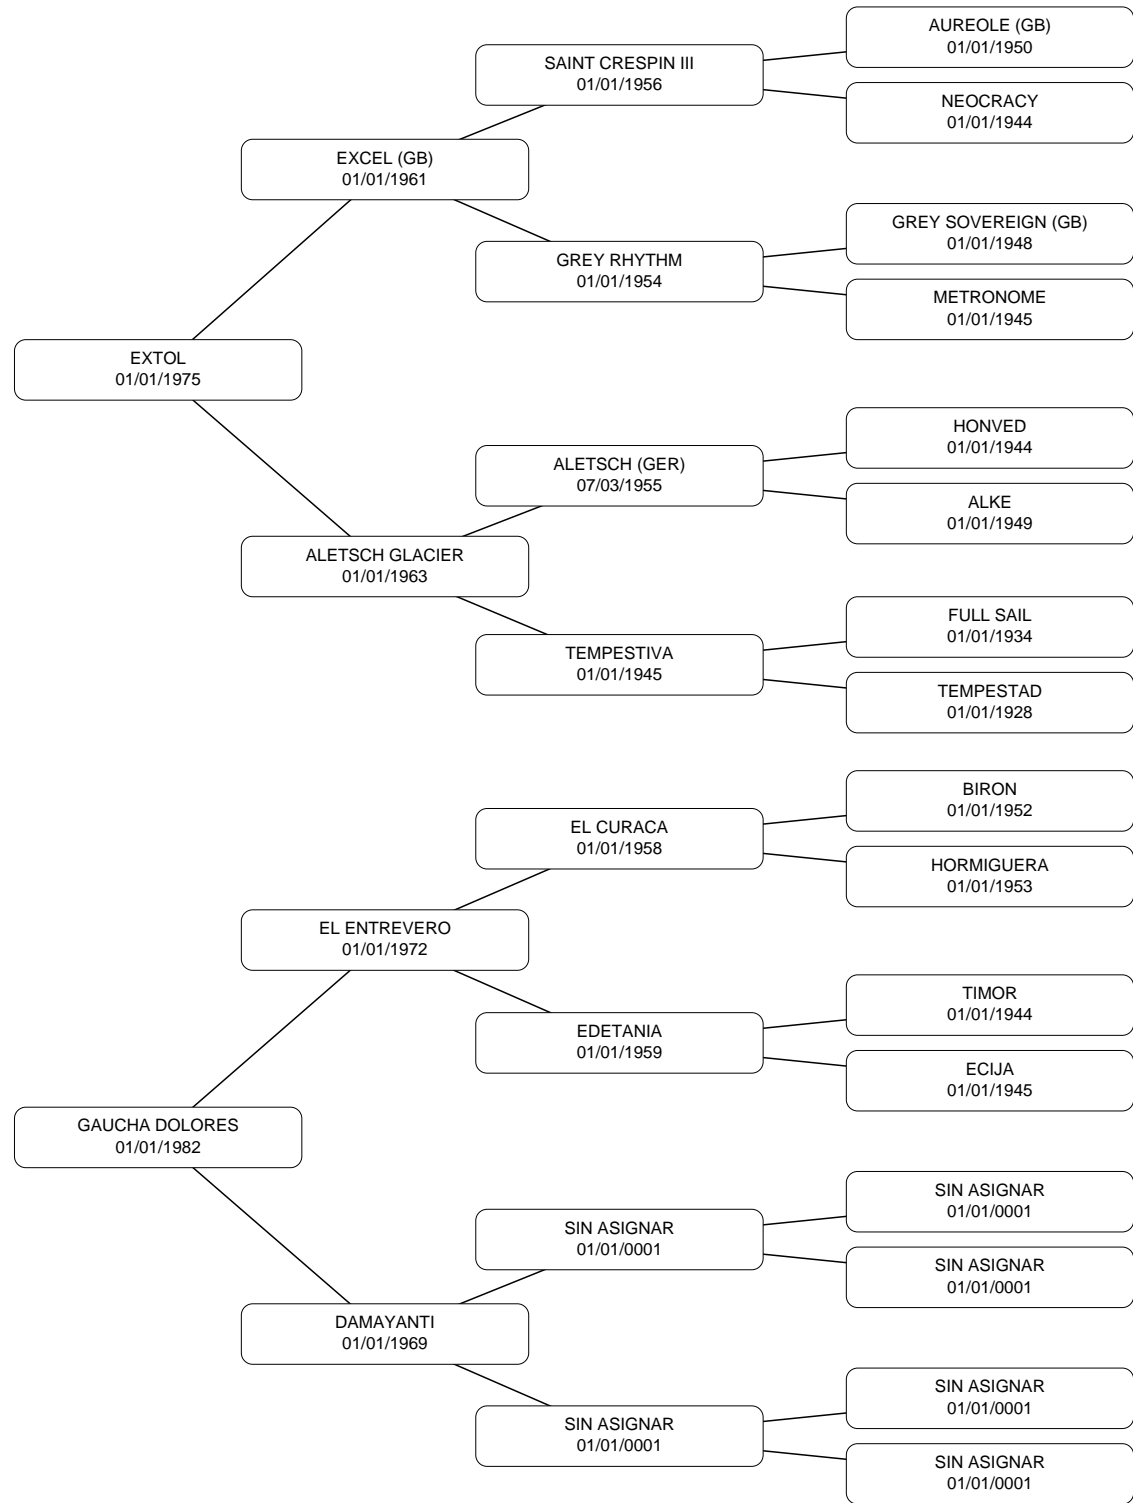 AUREOLE (GB)
01/01/1950
SAINT CRESPIN III
01/01/1956
NEOCRACY
01/01/1944
EXCEL (GB)
01/01/1961
GREY SOVEREIGN (GB)
01/01/1948
GREY RHYTHM
01/01/1954
METRONOME
01/01/1945
EXTOL
01/01/1975
HONVED
01/01/1944
ALETSCH (GER)
07/03/1955
ALKE
01/01/1949
ALETSCH GLACIER
01/01/1963
FULL SAIL
01/01/1934
TEMPESTIVA
01/01/1945
TEMPESTAD
01/01/1928
BIRON
01/01/1952
EL CURACA
01/01/1958
HORMIGUERA
01/01/1953
EL ENTREVERO
01/01/1972
TIMOR
01/01/1944
EDETANIA
01/01/1959
ECIJA
01/01/1945
GAUCHA DOLORES
01/01/1982
SIN ASIGNAR
01/01/0001
SIN ASIGNAR
01/01/0001
SIN ASIGNAR
01/01/0001
DAMAYANTI
01/01/1969
SIN ASIGNAR
01/01/0001
SIN ASIGNAR
01/01/0001
SIN ASIGNAR
01/01/0001